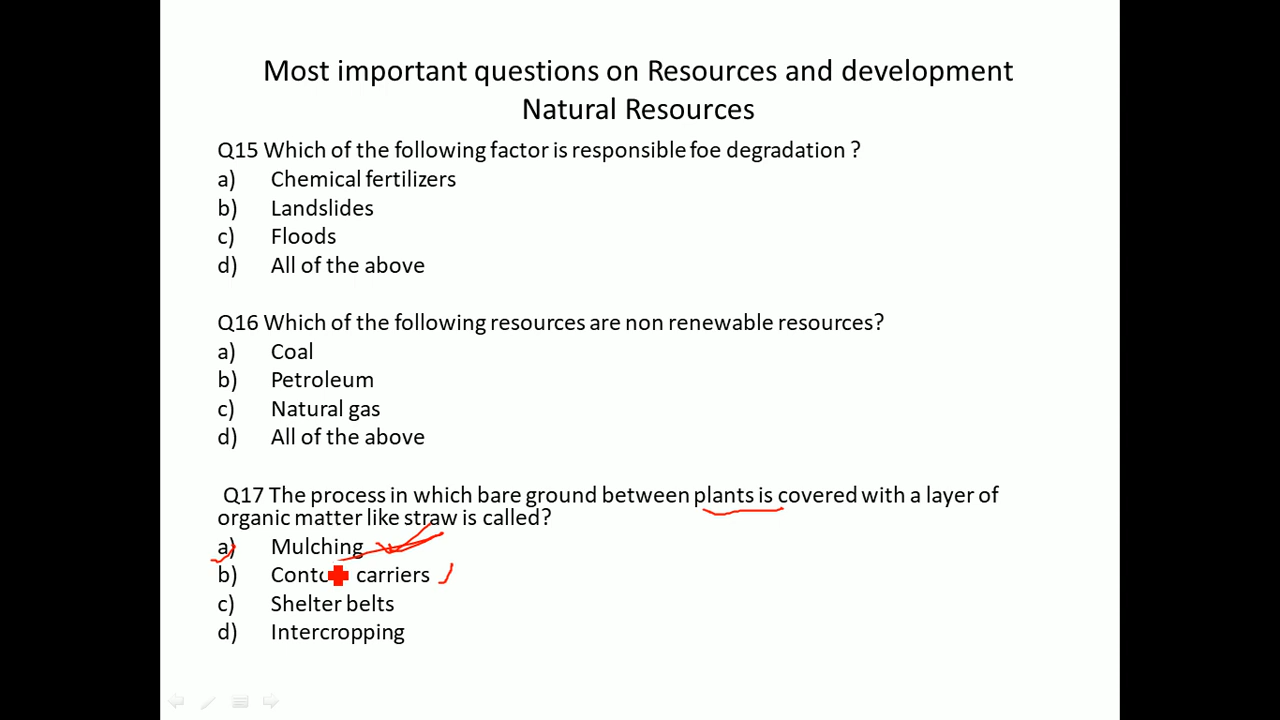 Most important questions on Resources and development
Natural Resources
Q15 Which of the following factor is responsible foe degradation ?
a) Chemical fertilizers
b) Landslides
c) Floods
d) All of the above
Q16 Which of the following resources are non renewable resources?
a) Coal
b) Petroleum
c) Natural gas
d) All of the above
Q17 The process in which bare ground between plants is covered with a layer of
organic matter like straw is called?
a) Mulching
b) carriers
c) Shelter belts
d) Intercropping